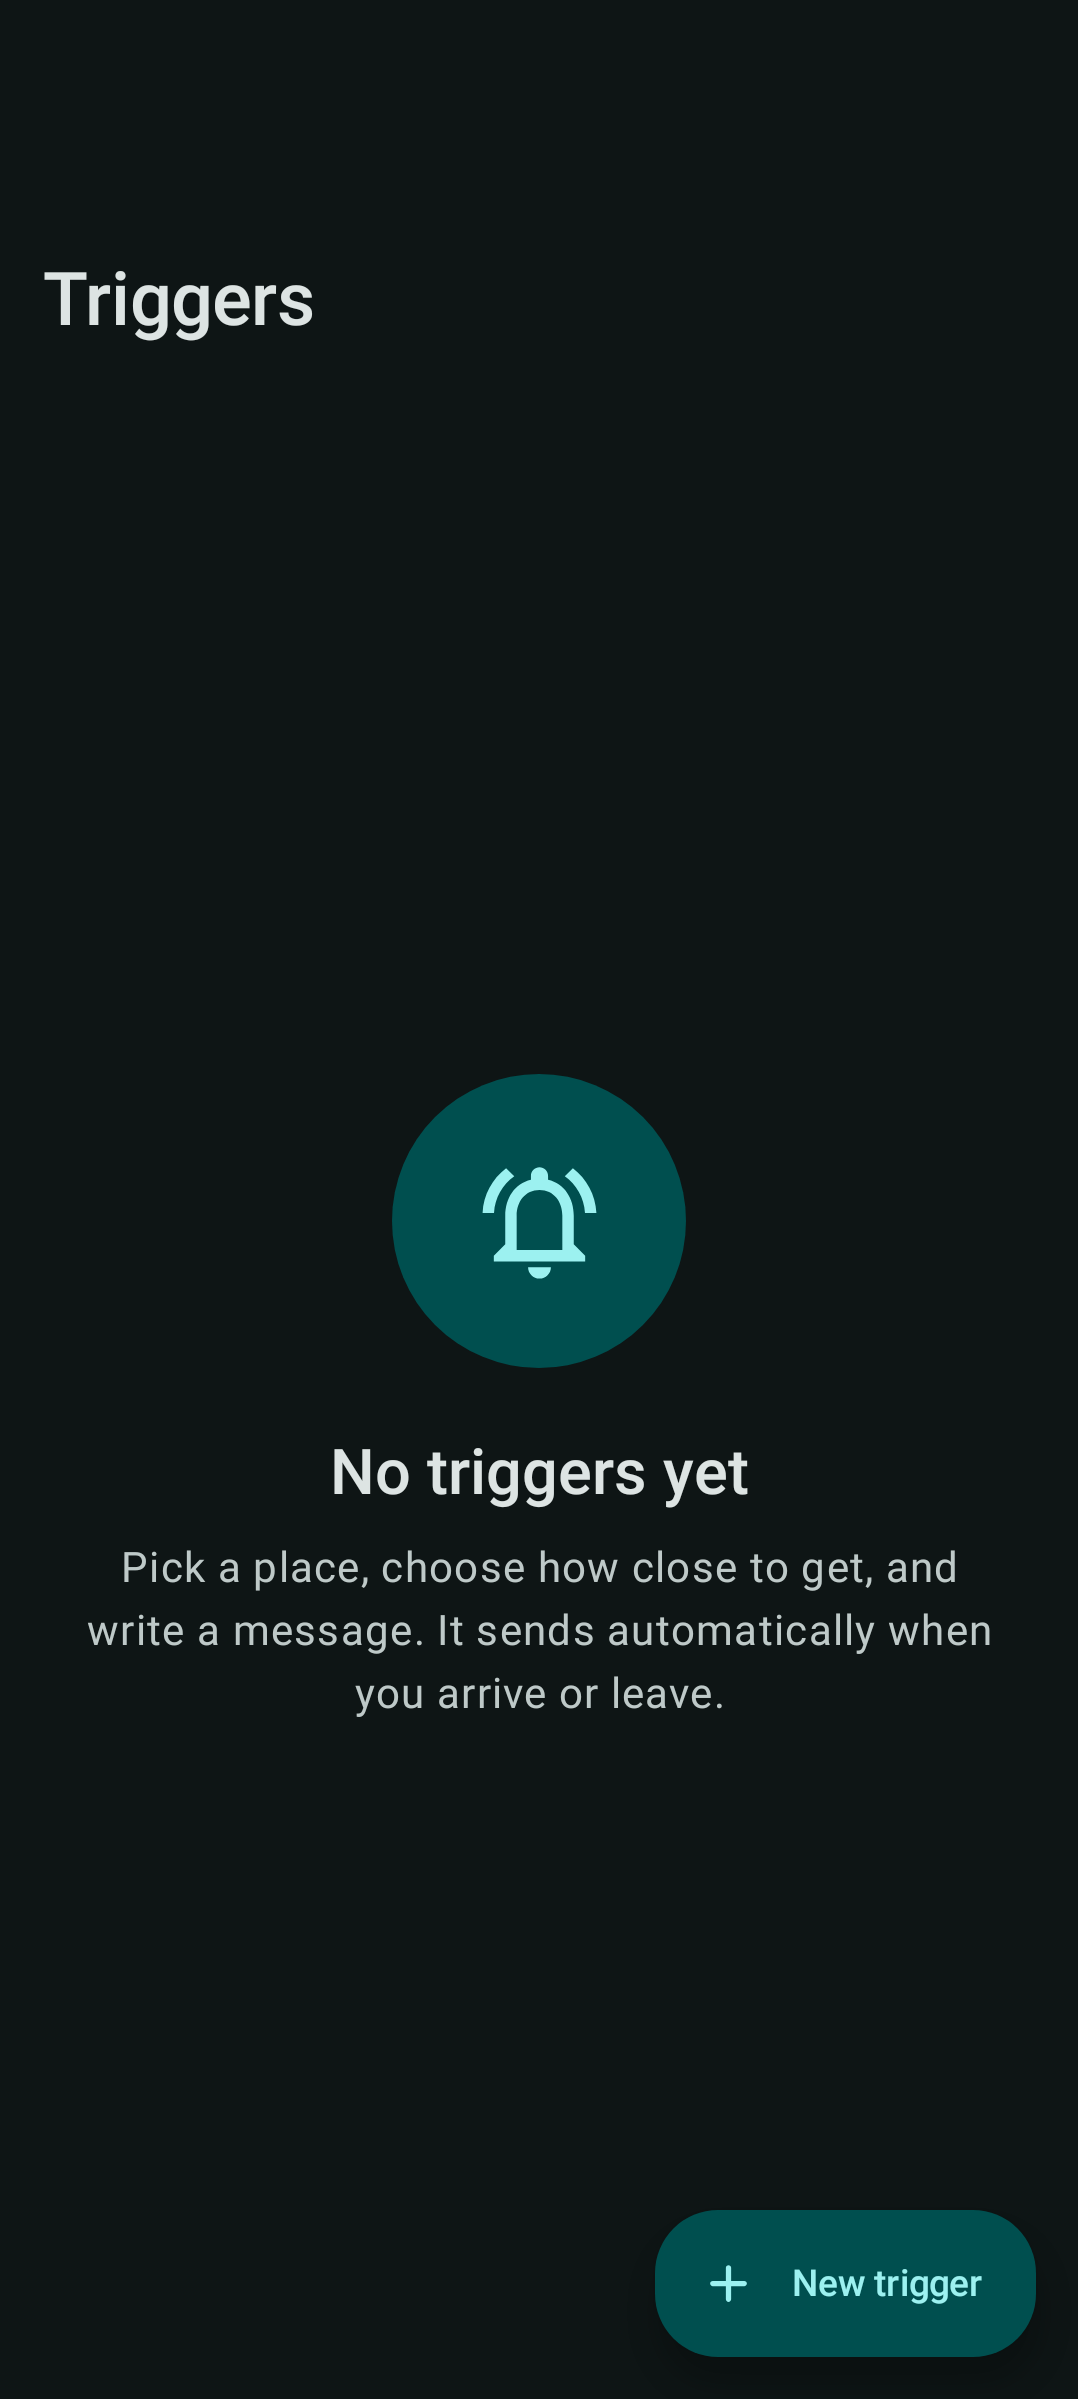 Triggers
No triggers yet
Pick a place, choose how close to get, and
write a message. It sends automatically when
you arrive or leave.
New trigger